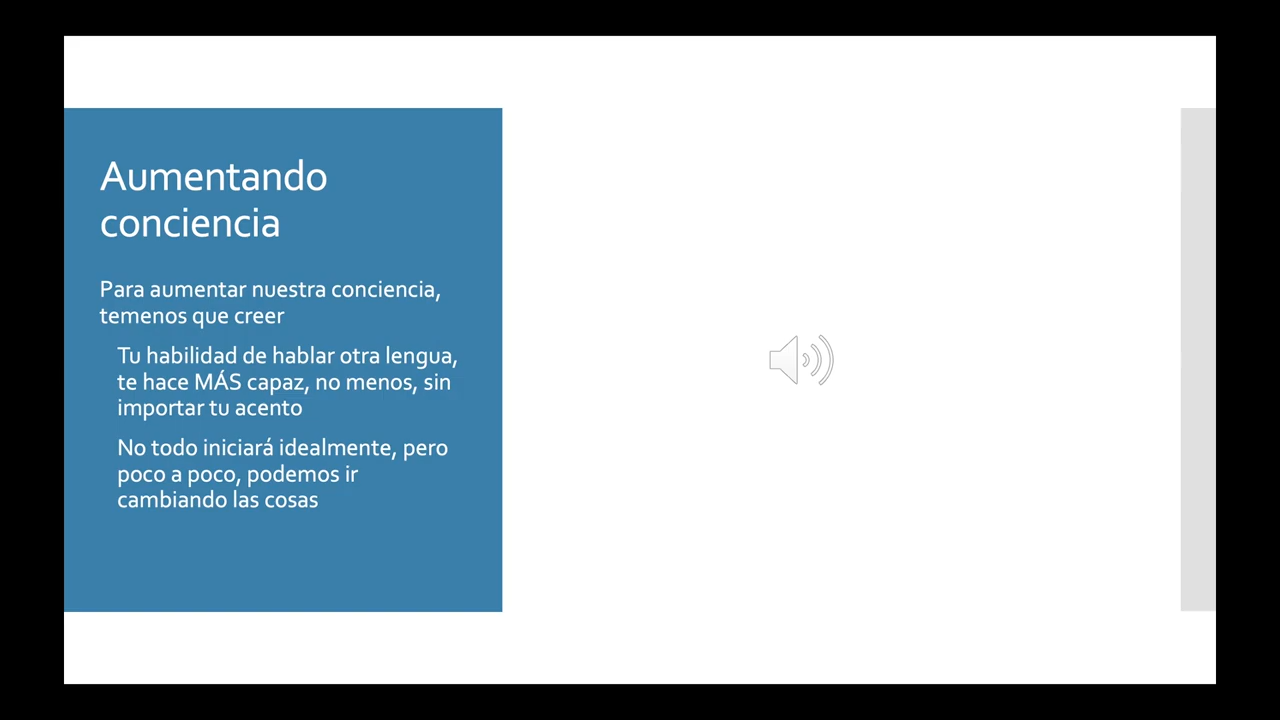 Aumentando
conciencia
Para aumentar nuestra conciencia,
temenos que creer
Tu habilidad de hablar otra lengua,
te hace MÁS capaz, no menos, sin
importar tu acento
No todo iniciará idealmente, pero
poco a poco, podemos ir
cambiando las cosas